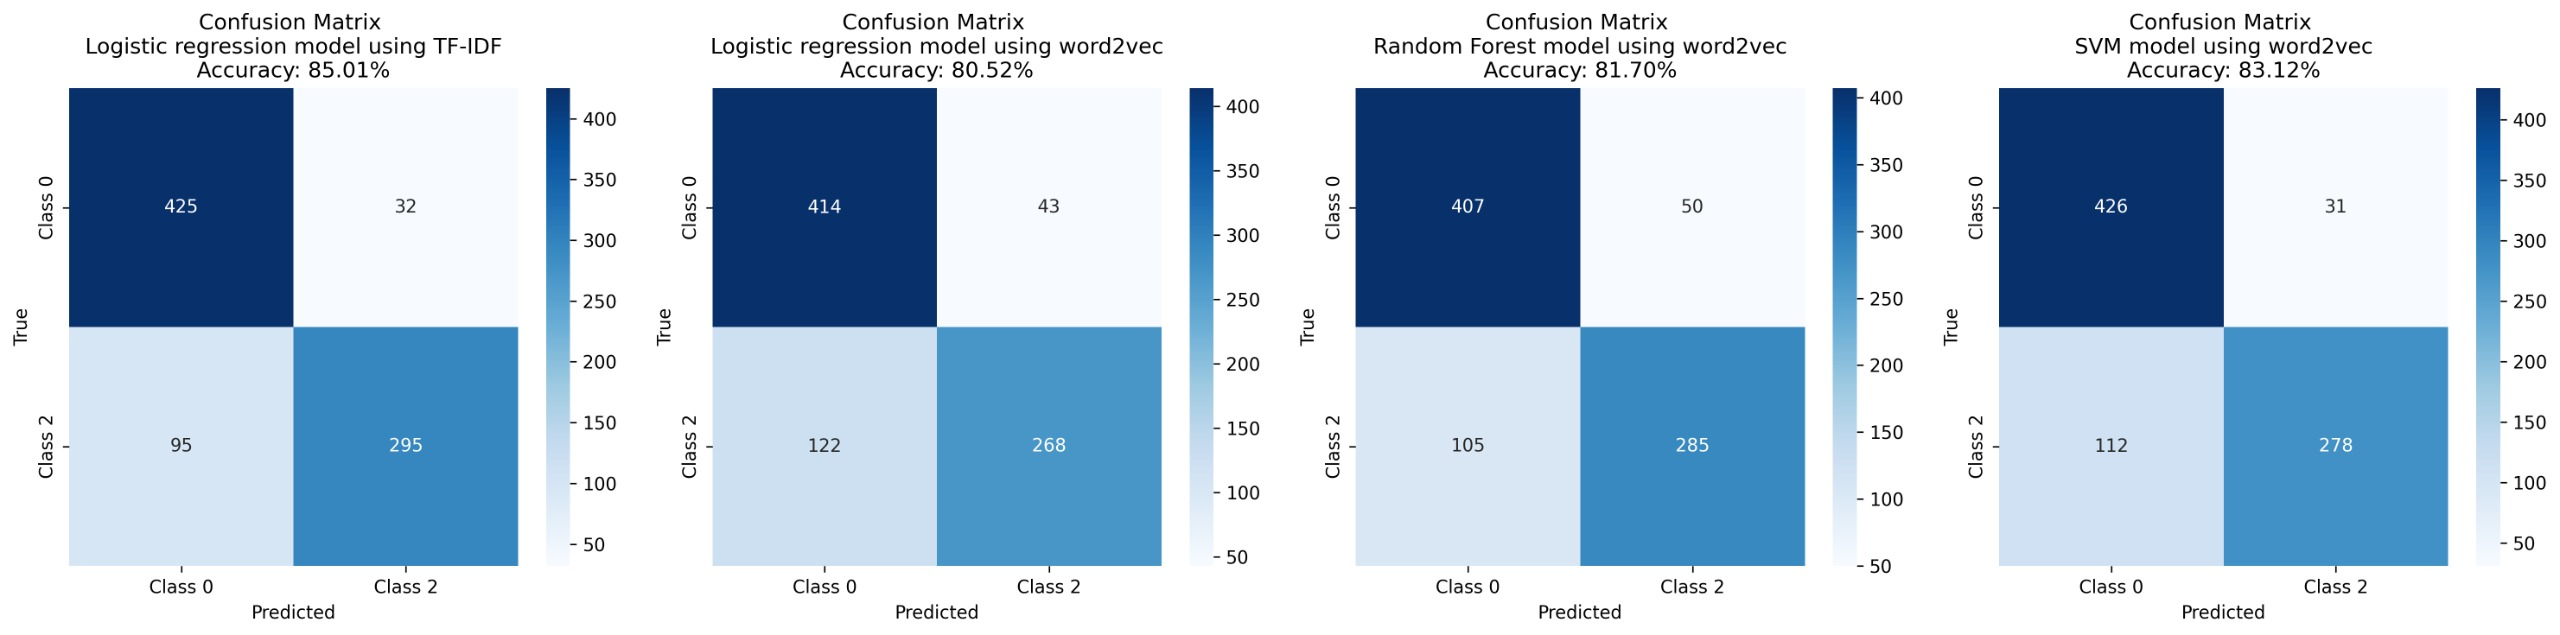 Confusion Matrix
Logistic regression model using TF-IDF
Accuracy: 85.01%
True
Class 0
Class 2
425
32
95
295
Class 0
Class 2
Predicted
400
350
300
250
200
150
100
50
Confusion Matrix
Logistic regression model using word2vec
Accuracy: 80.52%
True
Class 0
Class 2
414
43
122
268
Class 0
Class 2
Predicted
400
350
300
250
200
150
100
50
Confusion Matrix
Random Forest model using word2vec
Accuracy: 81.70%
True
Class 0
Class 2
407
50
105
285
Class 0
Class 2
Predicted
400
350
300
250
200
150
100
50
Confusion Matrix
SVM model using word2vec
Accuracy: 83.12%
True
Class 0
Class 2
426
31
112
278
Class 0
Class 2
Predicted
400
350
300
250
200
150
100
50